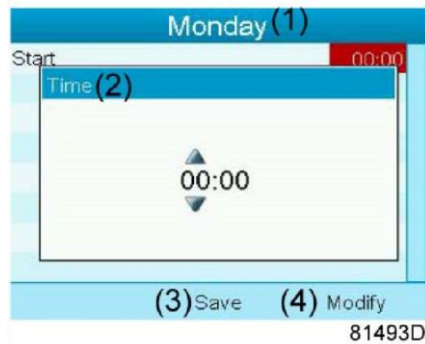 Monday (1)
Start 00:00
Time (2)
00:00
(3) Save (4) Modify
81493D